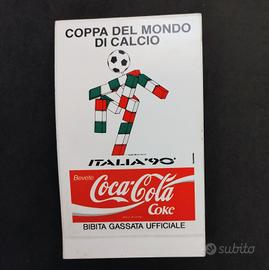 COPPA DEL MONDO
DI CALCIO
ITALIA'90
Bevete
Coca-Cola
Coke
BIBITA GASSATA UFFICIALE
subito